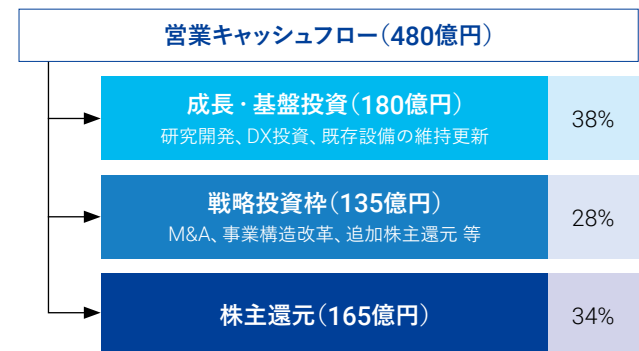 営業キャッシュフロー（480億円）
成長・基盤投資（180億円）
研究開発、DX投資、既存設備の維持更新
38%
戦略投資枠（135億円）
M&A、事業構造改革、追加株主還元 等
28%
株主還元（165億円）
34%